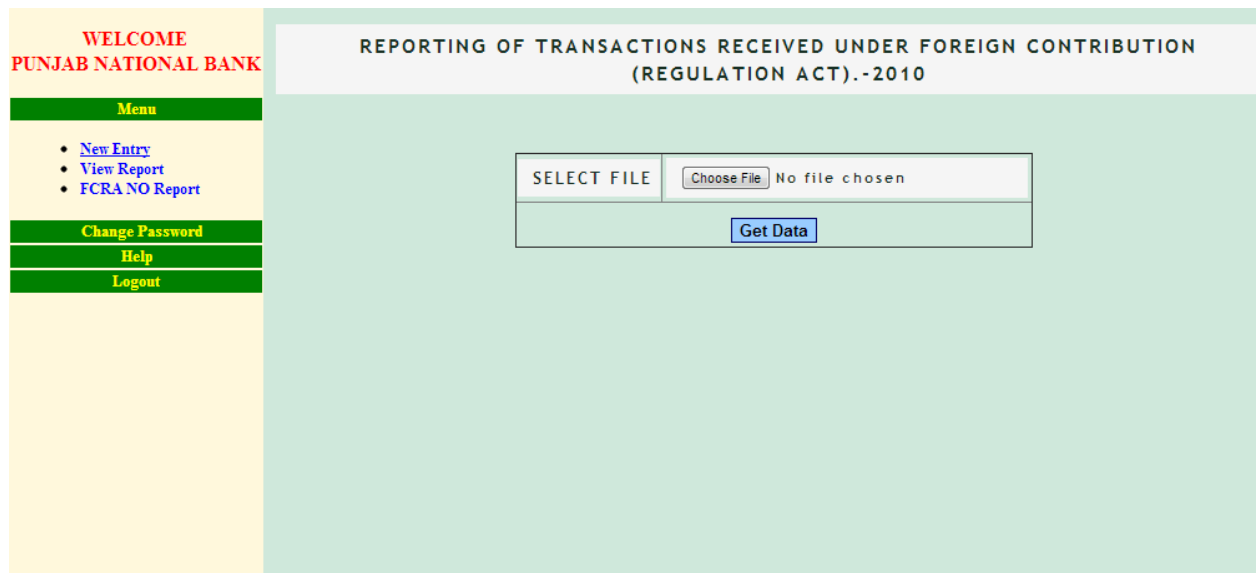 WELCOME
PUNJAB NATIONAL BANK
Menu
New Entry
View Report
FCRA NO Report
Change Password
Help
Logout
REPORTING OF TRANSACTIONS RECEIVED UNDER FOREIGN CONTRIBUTION
(REGULATION ACT).-2010
SELECT FILE Choose File No file chosen
Get Data